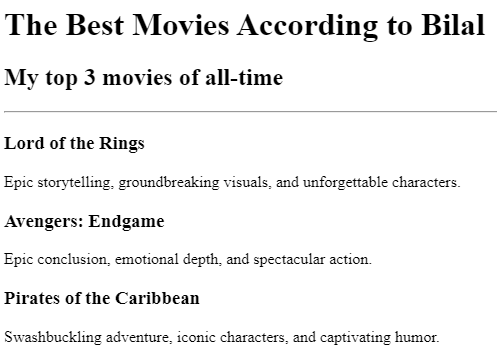 The Best Movies According to Bilal
My top 3 movies of all-time
Lord of the Rings
Epic storytelling, groundbreaking visuals, and unforgettable characters.
Avengers: Endgame
Epic conclusion, emotional depth, and spectacular action.
Pirates of the Caribbean
Swashbuckling adventure, iconic characters, and captivating humor.